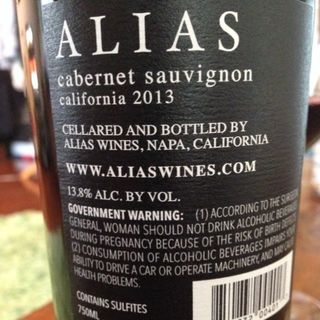 ALIAS
cabernet sauvignon
california 2013
CELLARED AND BOTTLED BY
ALIAS WINES, NAPA, CALIFORNIA
WWW.ALIASWINES.COM
13.8% ALC. BY VOL.
GOVERNMENT WARNING: (1) ACCORDING TO THE SURGEON
GENERAL, WOMAN SHOULD NOT DRINK ALCOHOLIC BEVERAGES
DURING PREGNANCY BECAUSE OF THE RISK OF BIRTH DEFECTS.
(2) CONSUMPTION OF ALCOHOLIC BEVERAGES IMPAIRS YOUR
ABILITY TO DRIVE A CAR OR OPERATE MACHINERY, AND MAY CAUSE
HEALTH PROBLEMS.
CONTAINS SULFITES
750ML